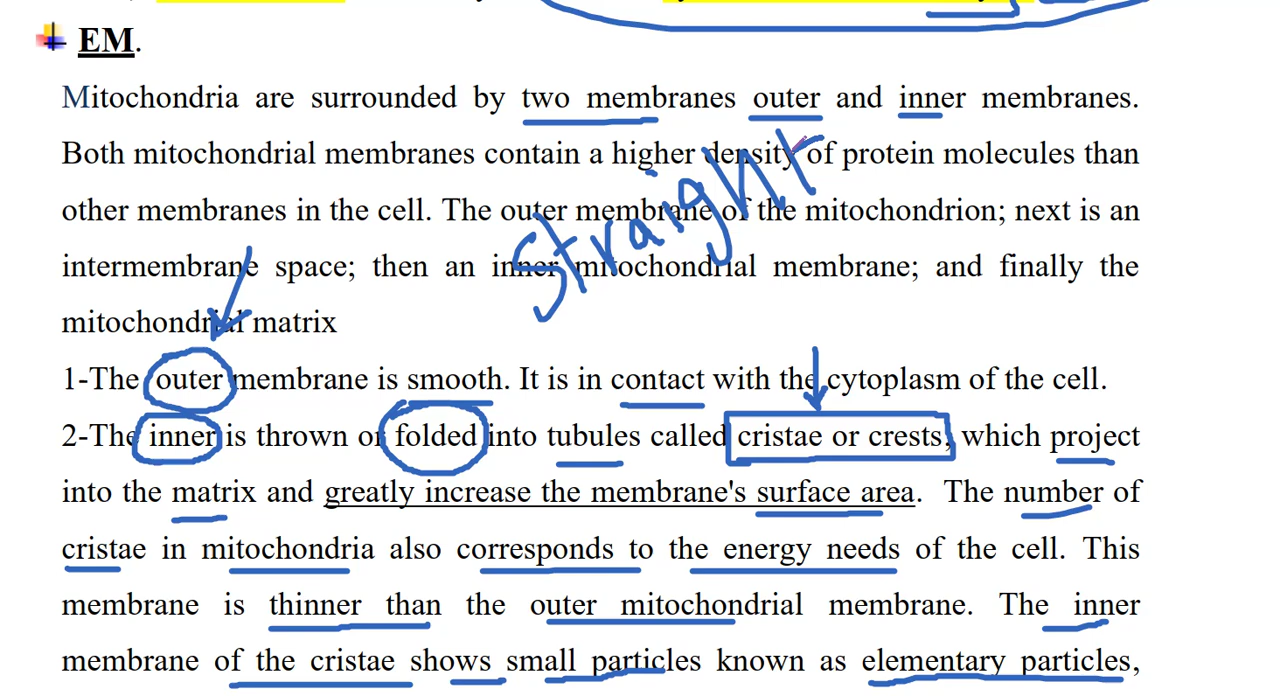 EM.
Mitochondria are surrounded by two membranes outer and inner membranes.
Both mitochondrial membranes contain a higher density of protein molecules than
other membranes in the cell. The outer membrane of the mitochondrion; next is an
intermembrane space; then an inner mitochondrial membrane; and finally the
mitochondrial matrix
straight
1-The outer membrane is smooth. It is in contact with the cytoplasm of the cell.
2-The inner is thrown or folded into tubules called cristae or crests, which project
into the matrix and greatly increase the membrane's surface area. The number of
cristae in mitochondria also corresponds to the energy needs of the cell. This
membrane is thinner than the outer mitochondrial membrane. The inner
membrane of the cristae shows small particles known as elementary particles,